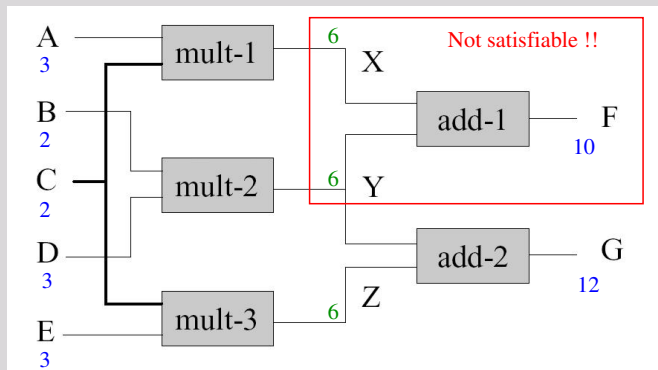 A
3
mult-1
6
X
Not satisfiable !!
B
2
add-1
F
10
C
2
mult-2
6
Y
D
3
add-2
G
12
E
3
mult-3
6
Z